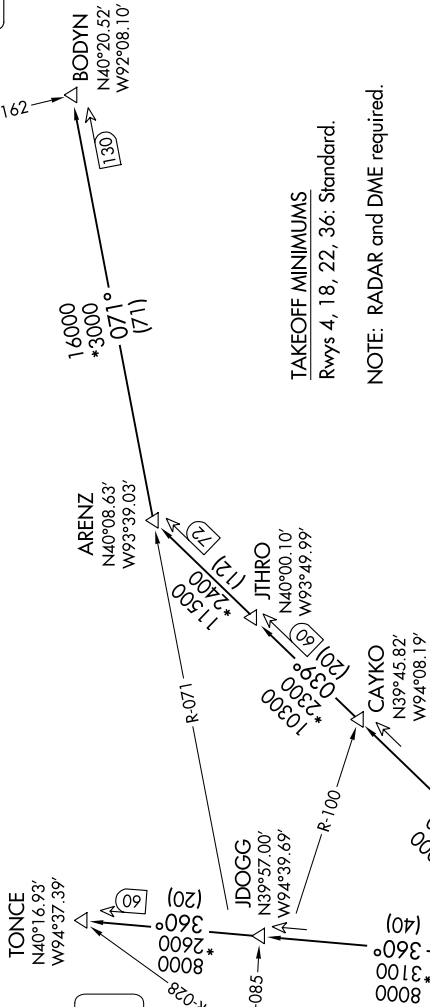 162
BODYN
N40°20.52'
W92°08.10'
130
16000
*3000
071°
(71)
TAKEOFF MINIMUMS
Rwys 4, 18, 22, 36: Standard.
NOTE: RADAR and DME required.
ARENZ
N40°08.63'
W93°39.03'
72
11500
*2400
(12)
JTHRO
N40°00.10'
W93°49.99'
60
10300
*2300
039°
(20)
CAYKO
N39°45.82'
W94°08.19'
R-071
R-100
TONCE
N40°16.93'
W94°37.39'
60
8000
*2600
360°
(20)
JDOGG
N39°57.00'
W94°39.69'
R-028
-085
8000
*3100
360°
(40)